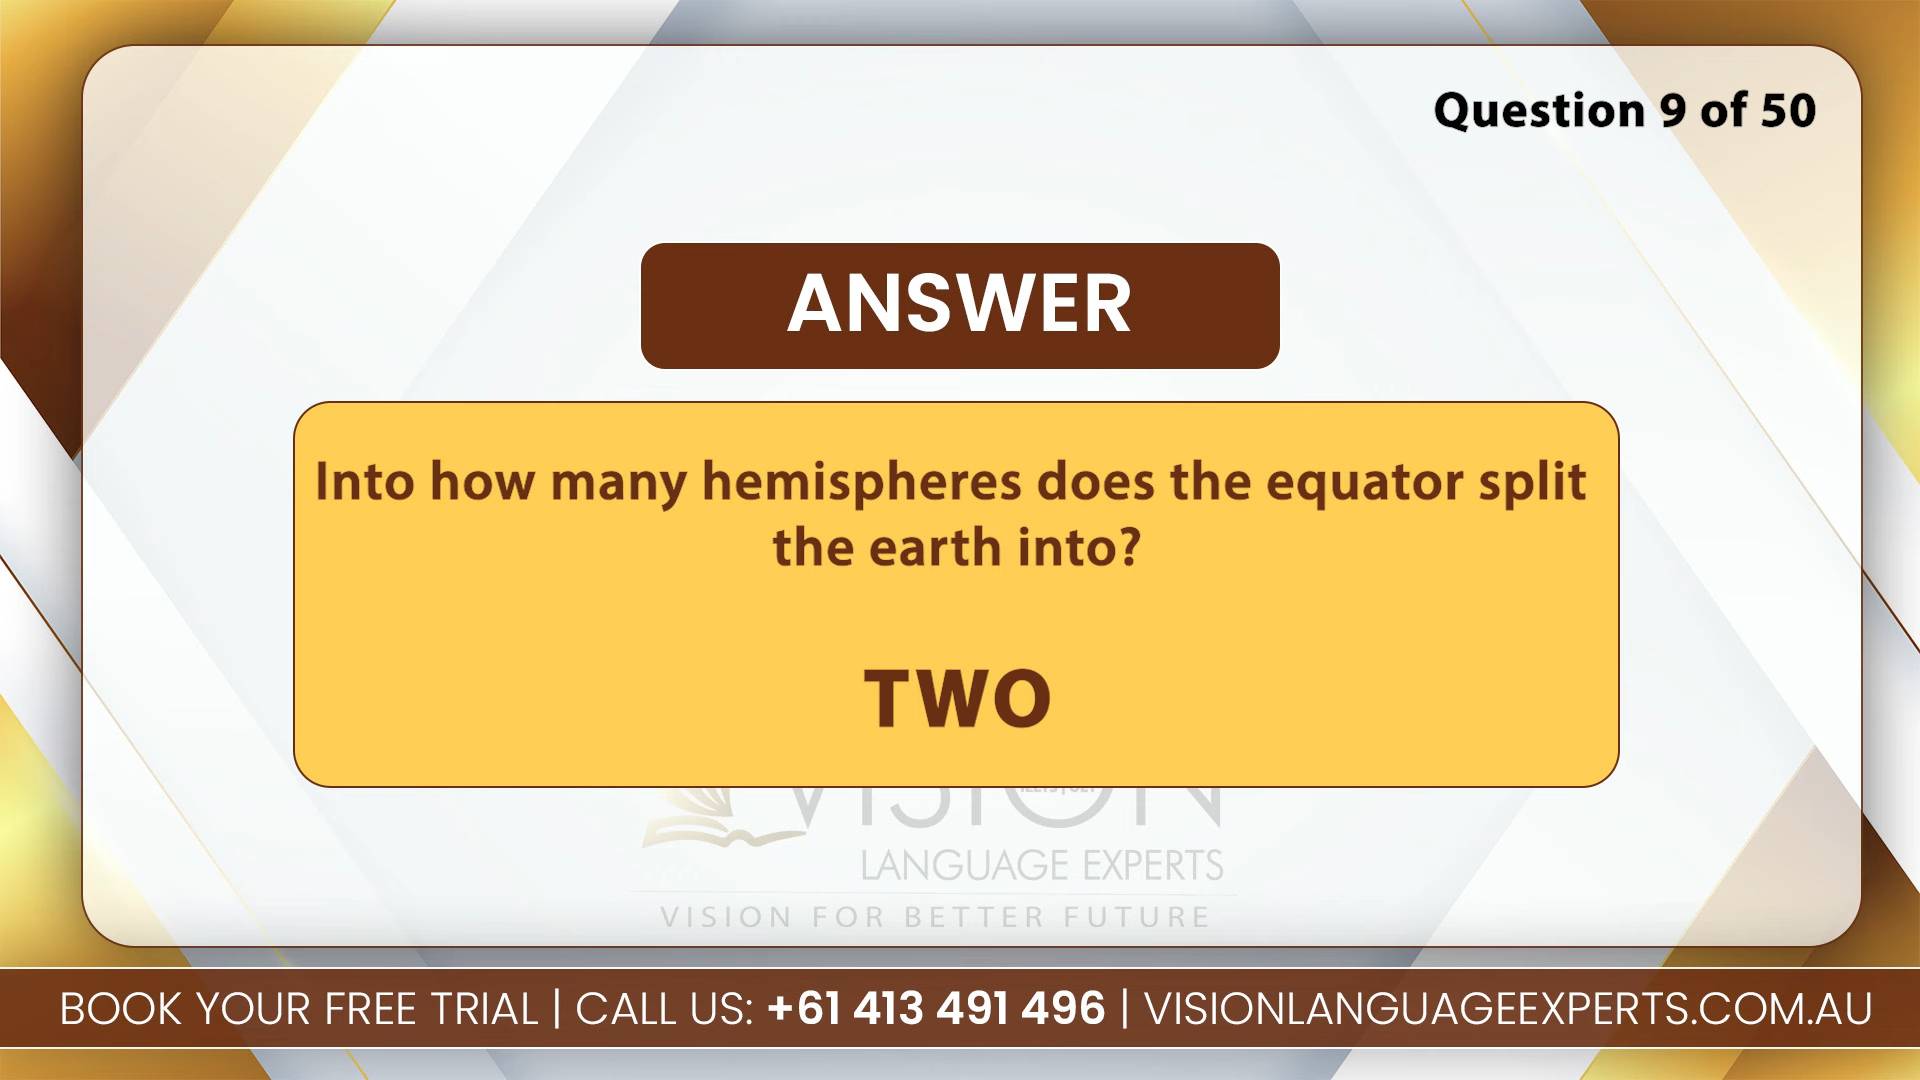 Question 9 of 50
ANSWER
Into how many hemispheres does the equator split
the earth into?
TWO
VISION
LANGUAGE EXPERTS
VISION FOR BETTER FUTURE
BOOK YOUR FREE TRIAL | CALL US: +61 413 491 496 | VISIONLANGUAGEEXPERTS.COM.AU